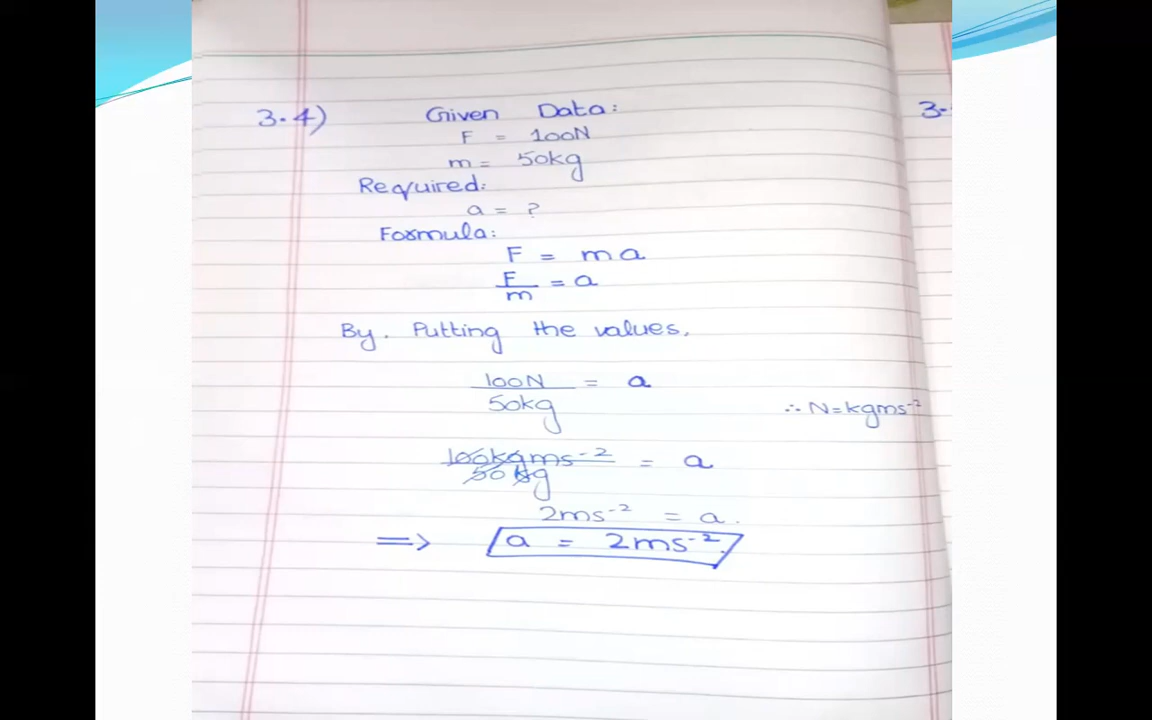 3.4) Given Data:
F = 100N
m = 50kg
Required:
a = ?
Formula:
F = ma
F/m = a
By. Putting the values.
100N/50kg = a
∴ N=kgms⁻²
100kgms⁻²/50kg = a
2ms⁻² = a.
⇒ a = 2ms⁻².
3.